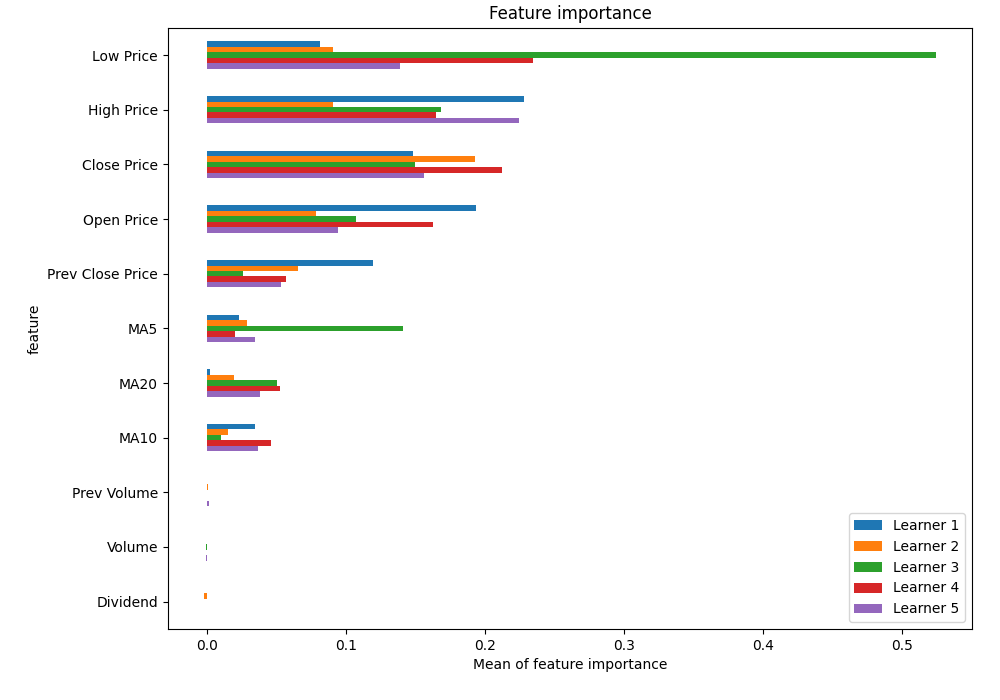 Feature importance
Low Price
High Price
Close Price
Open Price
Prev Close Price
MA5
MA20
MA10
Prev Volume
Volume
Dividend
feature
Learner 1
Learner 2
Learner 3
Learner 4
Learner 5
0.0 0.1 0.2 0.3 0.4 0.5
Mean of feature importance